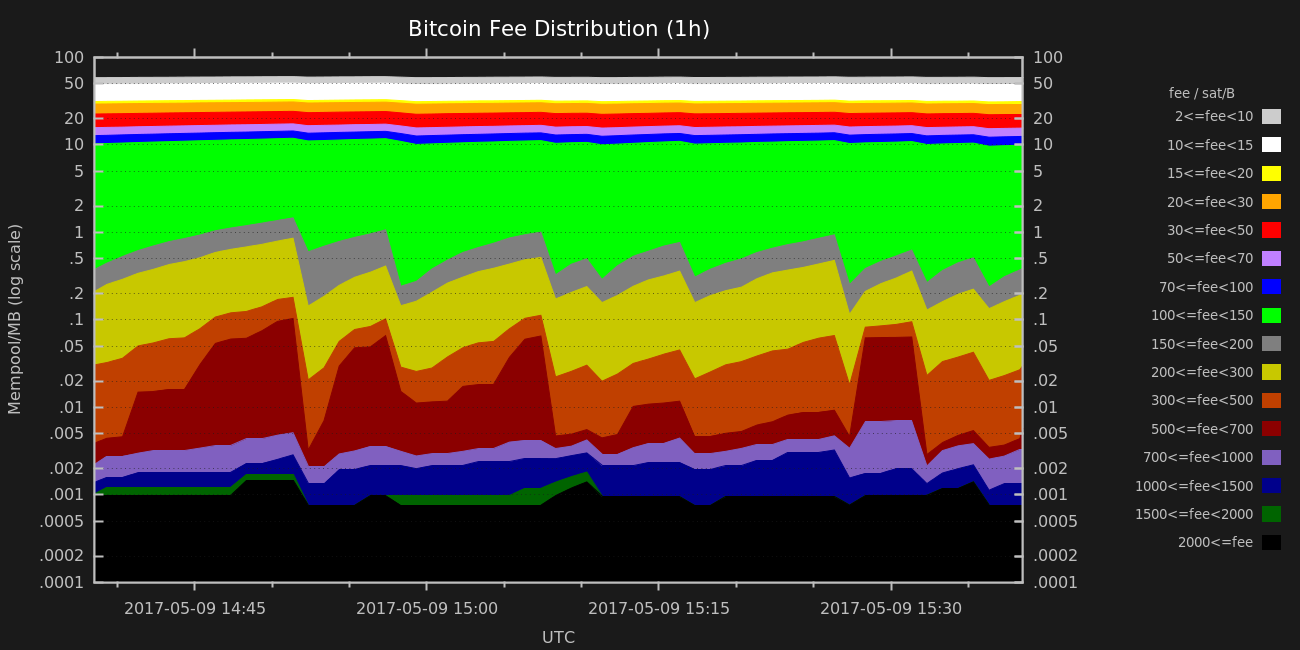 Bitcoin Fee Distribution (1h)
Mempool/MB (log scale)
100
50
20
10
5
2
1
.5
.2
.1
.05
.02
.01
.005
.002
.001
.0005
.0002
.0001
100
50
20
10
5
2
1
.5
.2
.1
.05
.02
.01
.005
.002
.001
.0005
.0002
.0001
2017-05-09 14:45
2017-05-09 15:00
2017-05-09 15:15
2017-05-09 15:30
UTC
fee / sat/B
2<=fee<10
10<=fee<15
15<=fee<20
20<=fee<30
30<=fee<50
50<=fee<70
70<=fee<100
100<=fee<150
150<=fee<200
200<=fee<300
300<=fee<500
500<=fee<700
700<=fee<1000
1000<=fee<1500
1500<=fee<2000
2000<=fee